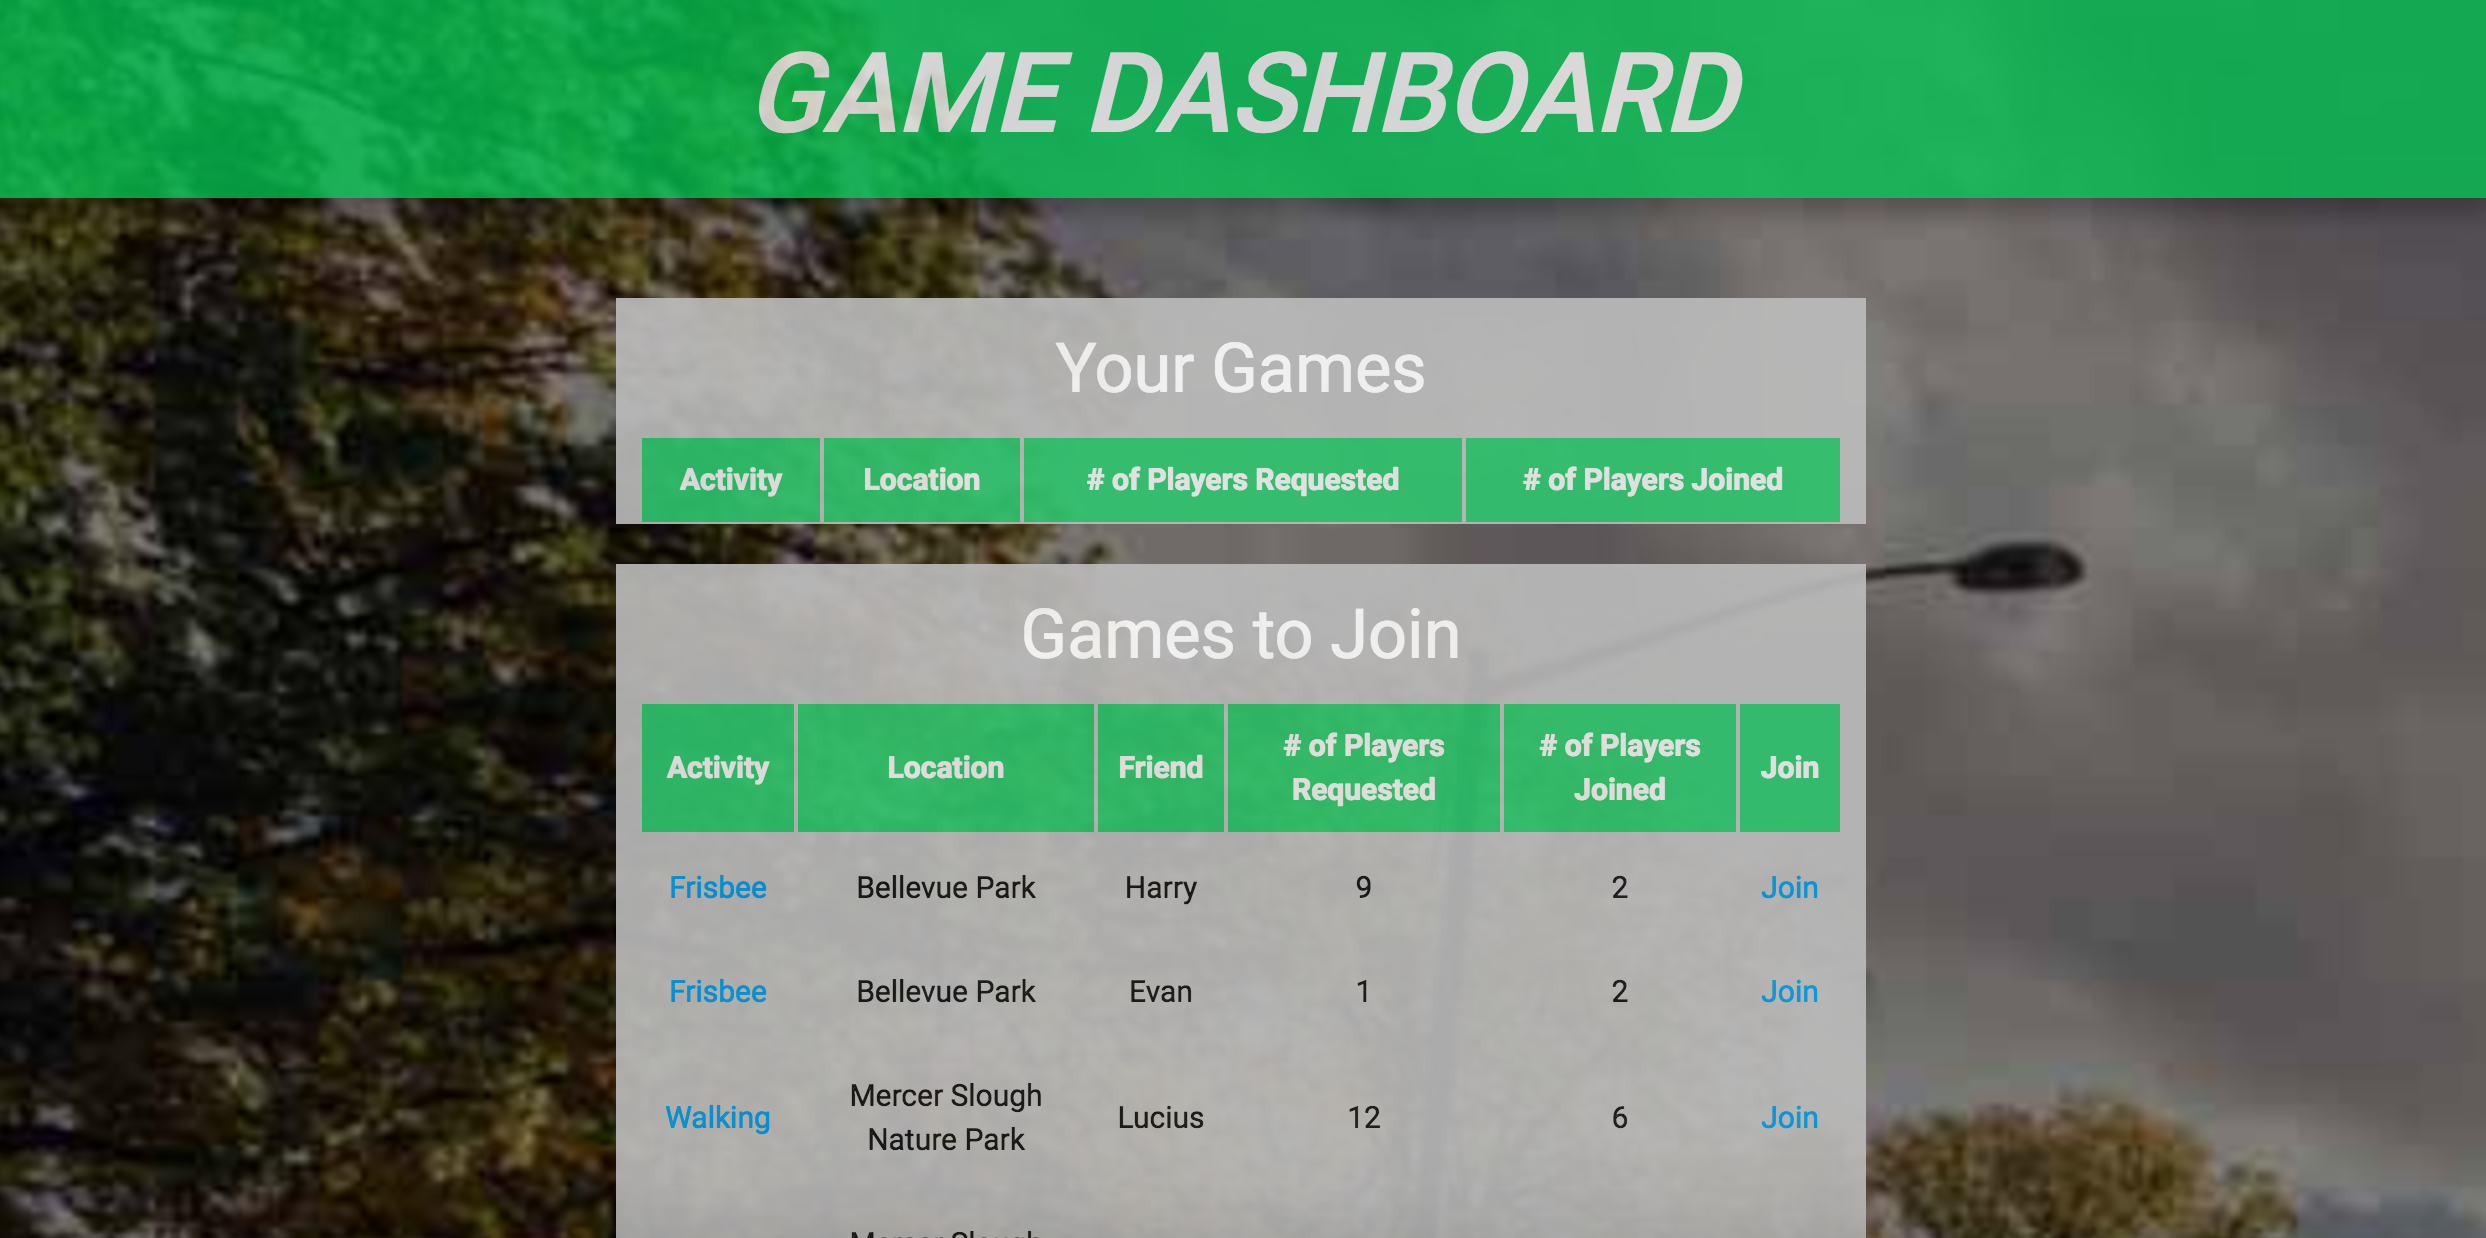 GAME DASHBOARD
Your Games
Activity Location # of Players Requested # of Players Joined
Games to Join
Activity Location Friend # of Players Requested # of Players Joined Join
Frisbee Bellevue Park Harry 9 2 Join
Frisbee Bellevue Park Evan 1 2 Join
Walking Mercer Slough Nature Park Lucius 12 6 Join